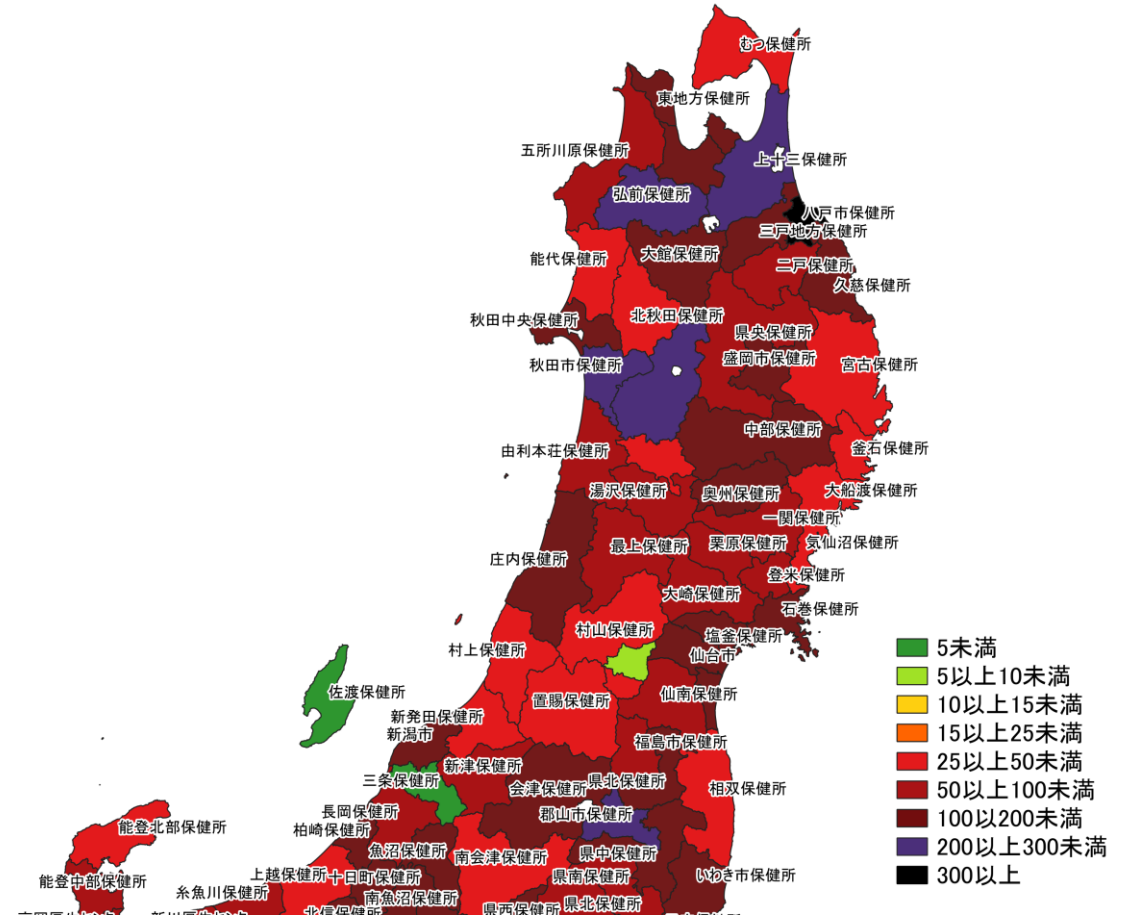 むつ保健所
東地方保健所
五所川原保健所
上十三保健所
弘前保健所
八戸市保健所
三戸地方保健所
大館保健所
能代保健所
二戸保健所
久慈保健所
北秋田保健所
秋田中央保健所
県央保健所
盛岡市保健所
秋田市保健所
宮古保健所
中部保健所
由利本荘保健所
釜石保健所
湯沢保健所
奥州保健所
大船渡保健所
一関保健所
最上保健所
栗原保健所
気仙沼保健所
庄内保健所
登米保健所
大崎保健所
石巻保健所
村山保健所
塩釜保健所
村上保健所
仙台市
佐渡保健所
置賜保健所
仙南保健所
新発田保健所
新潟市
福島市保健所
新津保健所
三条保健所
会津保健所
県北保健所
相双保健所
長岡保健所
郡山市保健所
能登北部保健所
柏崎保健所
魚沼保健所
南会津保健所
県中保健所
上越保健所
十日町保健所
県南保健所
いわき市保健所
能登中部保健所
糸魚川保健所
南魚沼保健所
県西保健所
県北保健所
北信保健所
5未満
5以上10未満
10以上15未満
15以上25未満
25以上50未満
50以上100未満
100以200未満
200以上300未満
300以上